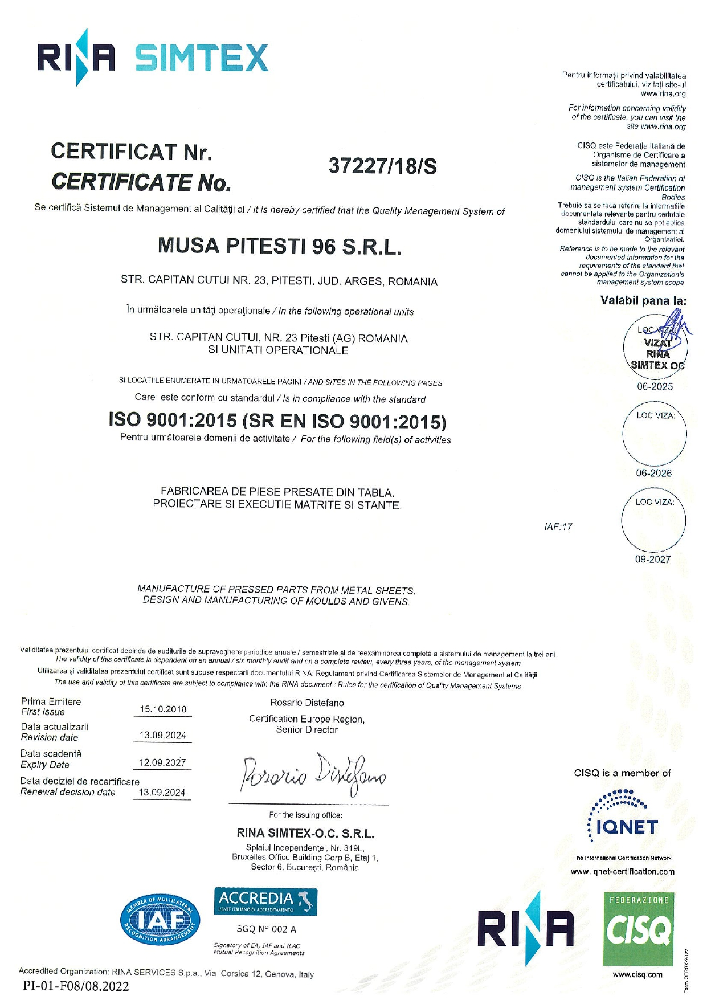 RINA SIMTEX
Pentru informaţii privind valabilitatea
certificatului, vizitaţi site-ul
www.rina.org
For information concerning validity
of the certificate, you can visit the
site www.rina.org
CERTIFICAT Nr.
CERTIFICATE No.
37227/18/S
CISQ este Federaţia Italiană de
Organisme de Certificare a
sistemelor de management
CISQ is the Italian Federation of
management system Certification
Bodies
Trebuie sa se faca referire la informatiile
documentate relevante pentru cerintele
standardului care nu se pot aplica
domeniului sistemului de management al
Organizatiei.
Reference is to be made to the relevant
documented information for the
requirements of the standard that
cannot be applied to the Organization's
management system scope
Se certifică Sistemul de Management al Calităţii al / It is hereby certified that the Quality Management System of
MUSA PITESTI 96 S.R.L.
STR. CAPITAN CUTUI NR. 23, PITESTI, JUD. ARGES, ROMANIA
În următoarele unităţi operaţionale / In the following operational units
STR. CAPITAN CUTUI, NR. 23 Pitesti (AG) ROMANIA
SI UNITATI OPERATIONALE
SI LOCATIILE ENUMERATE IN URMATOARELE PAGINI / AND SITES IN THE FOLLOWING PAGES
Care este conform cu standardul / Is in compliance with the standard
ISO 9001:2015 (SR EN ISO 9001:2015)
Pentru următoarele domenii de activitate / For the following field(s) of activities
Valabil pana la:
LOC VIZA:
VIZAT
RINA
SIMTEX OC
06-2025
LOC VIZA:
06-2026
LOC VIZA:
09-2027
FABRICAREA DE PIESE PRESATE DIN TABLA.
PROIECTARE SI EXECUTIE MATRITE SI STANTE.
IAF:17
MANUFACTURE OF PRESSED PARTS FROM METAL SHEETS.
DESIGN AND MANUFACTURING OF MOULDS AND GIVENS.
Validitatea prezentului certificat depinde de auditurile de supraveghere periodice anuale / semestriale şi de reexaminarea completă a sistemului de management la trei ani
The validity of this certificate is dependent on an annual / six monthly audit and on a complete review, every three years, of the management system
Utilizarea şi validitatea prezentului certificat sunt supuse respectarii documentului RINA: Regulament privind Certificarea Sistemelor de Management al Calităţii
The use and validity of this certificate are subject to compliance with the RINA document : Rules for the certification of Quality Management Systems
Prima Emitere
First Issue
15.10.2018
Data actualizarii
Revision date
13.09.2024
Data scadentă
Expiry Date
12.09.2027
Data deciziei de recertificare
Renewal decision date
13.09.2024
Rosario Distefano
Certification Europe Region,
Senior Director
Rosario Distefano
For the issuing office:
RINA SIMTEX-O.C. S.R.L.
Splaiul Independenţei, Nr. 319L,
Bruxelles Office Building Corp B, Etaj 1,
Sector 6, Bucureşti, România
CISQ is a member of
IQNET
The International Certification Network
www.iqnet-certification.com
MEMBER OF MULTILATERAL
IAF
RECOGNITION ARRANGEMENT
ACCREDIA
L'ENTE ITALIANO DI ACCREDITAMENTO
SGQ N° 002 A
Signatory of EA, IAF and ILAC
Mutual Recognition Agreements
RINA
FEDERAZIONE
CISQ
www.cisq.com
Form CERSX-2022
Accredited Organization: RINA SERVICES S.p.a., Via Corsica 12, Genova, Italy
PI-01-F08/08.2022